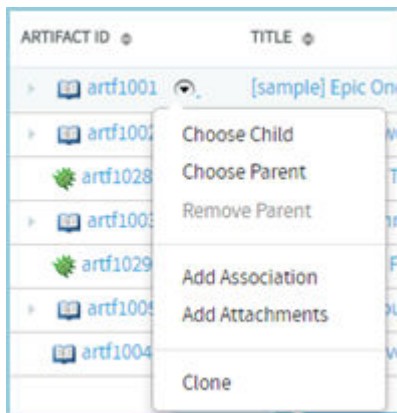 ARTIFACT ID TITLE
artf1001 [sample] Epic One
artf1002
Choose Child
Choose Parent
artf1028
Remove Parent
artf1003
artf1029
Add Association
artf1005
Add Attachments
artf1004
Clone